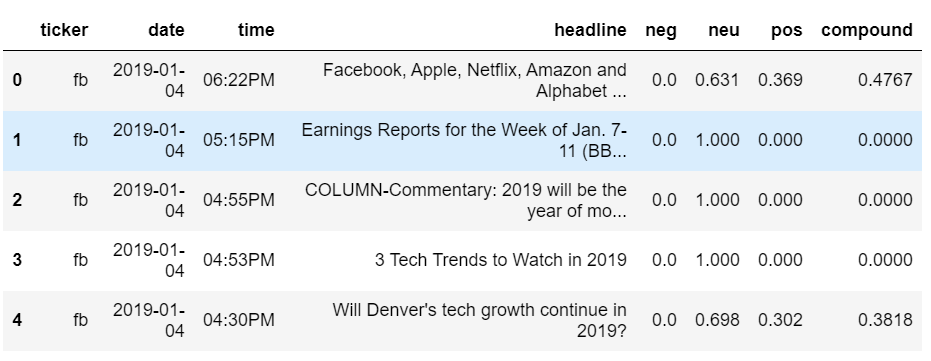 ticker date time headline neg neu pos compound
0 fb 2019-01-04 06:22PM Facebook, Apple, Netflix, Amazon and Alphabet ... 0.0 0.631 0.369 0.4767
1 fb 2019-01-04 05:15PM Earnings Reports for the Week of Jan. 7-11 (BB... 0.0 1.000 0.000 0.0000
2 fb 2019-01-04 04:55PM COLUMN-Commentary: 2019 will be the year of mo... 0.0 1.000 0.000 0.0000
3 fb 2019-01-04 04:53PM 3 Tech Trends to Watch in 2019 0.0 1.000 0.000 0.0000
4 fb 2019-01-04 04:30PM Will Denver's tech growth continue in 2019? 0.0 0.698 0.302 0.3818